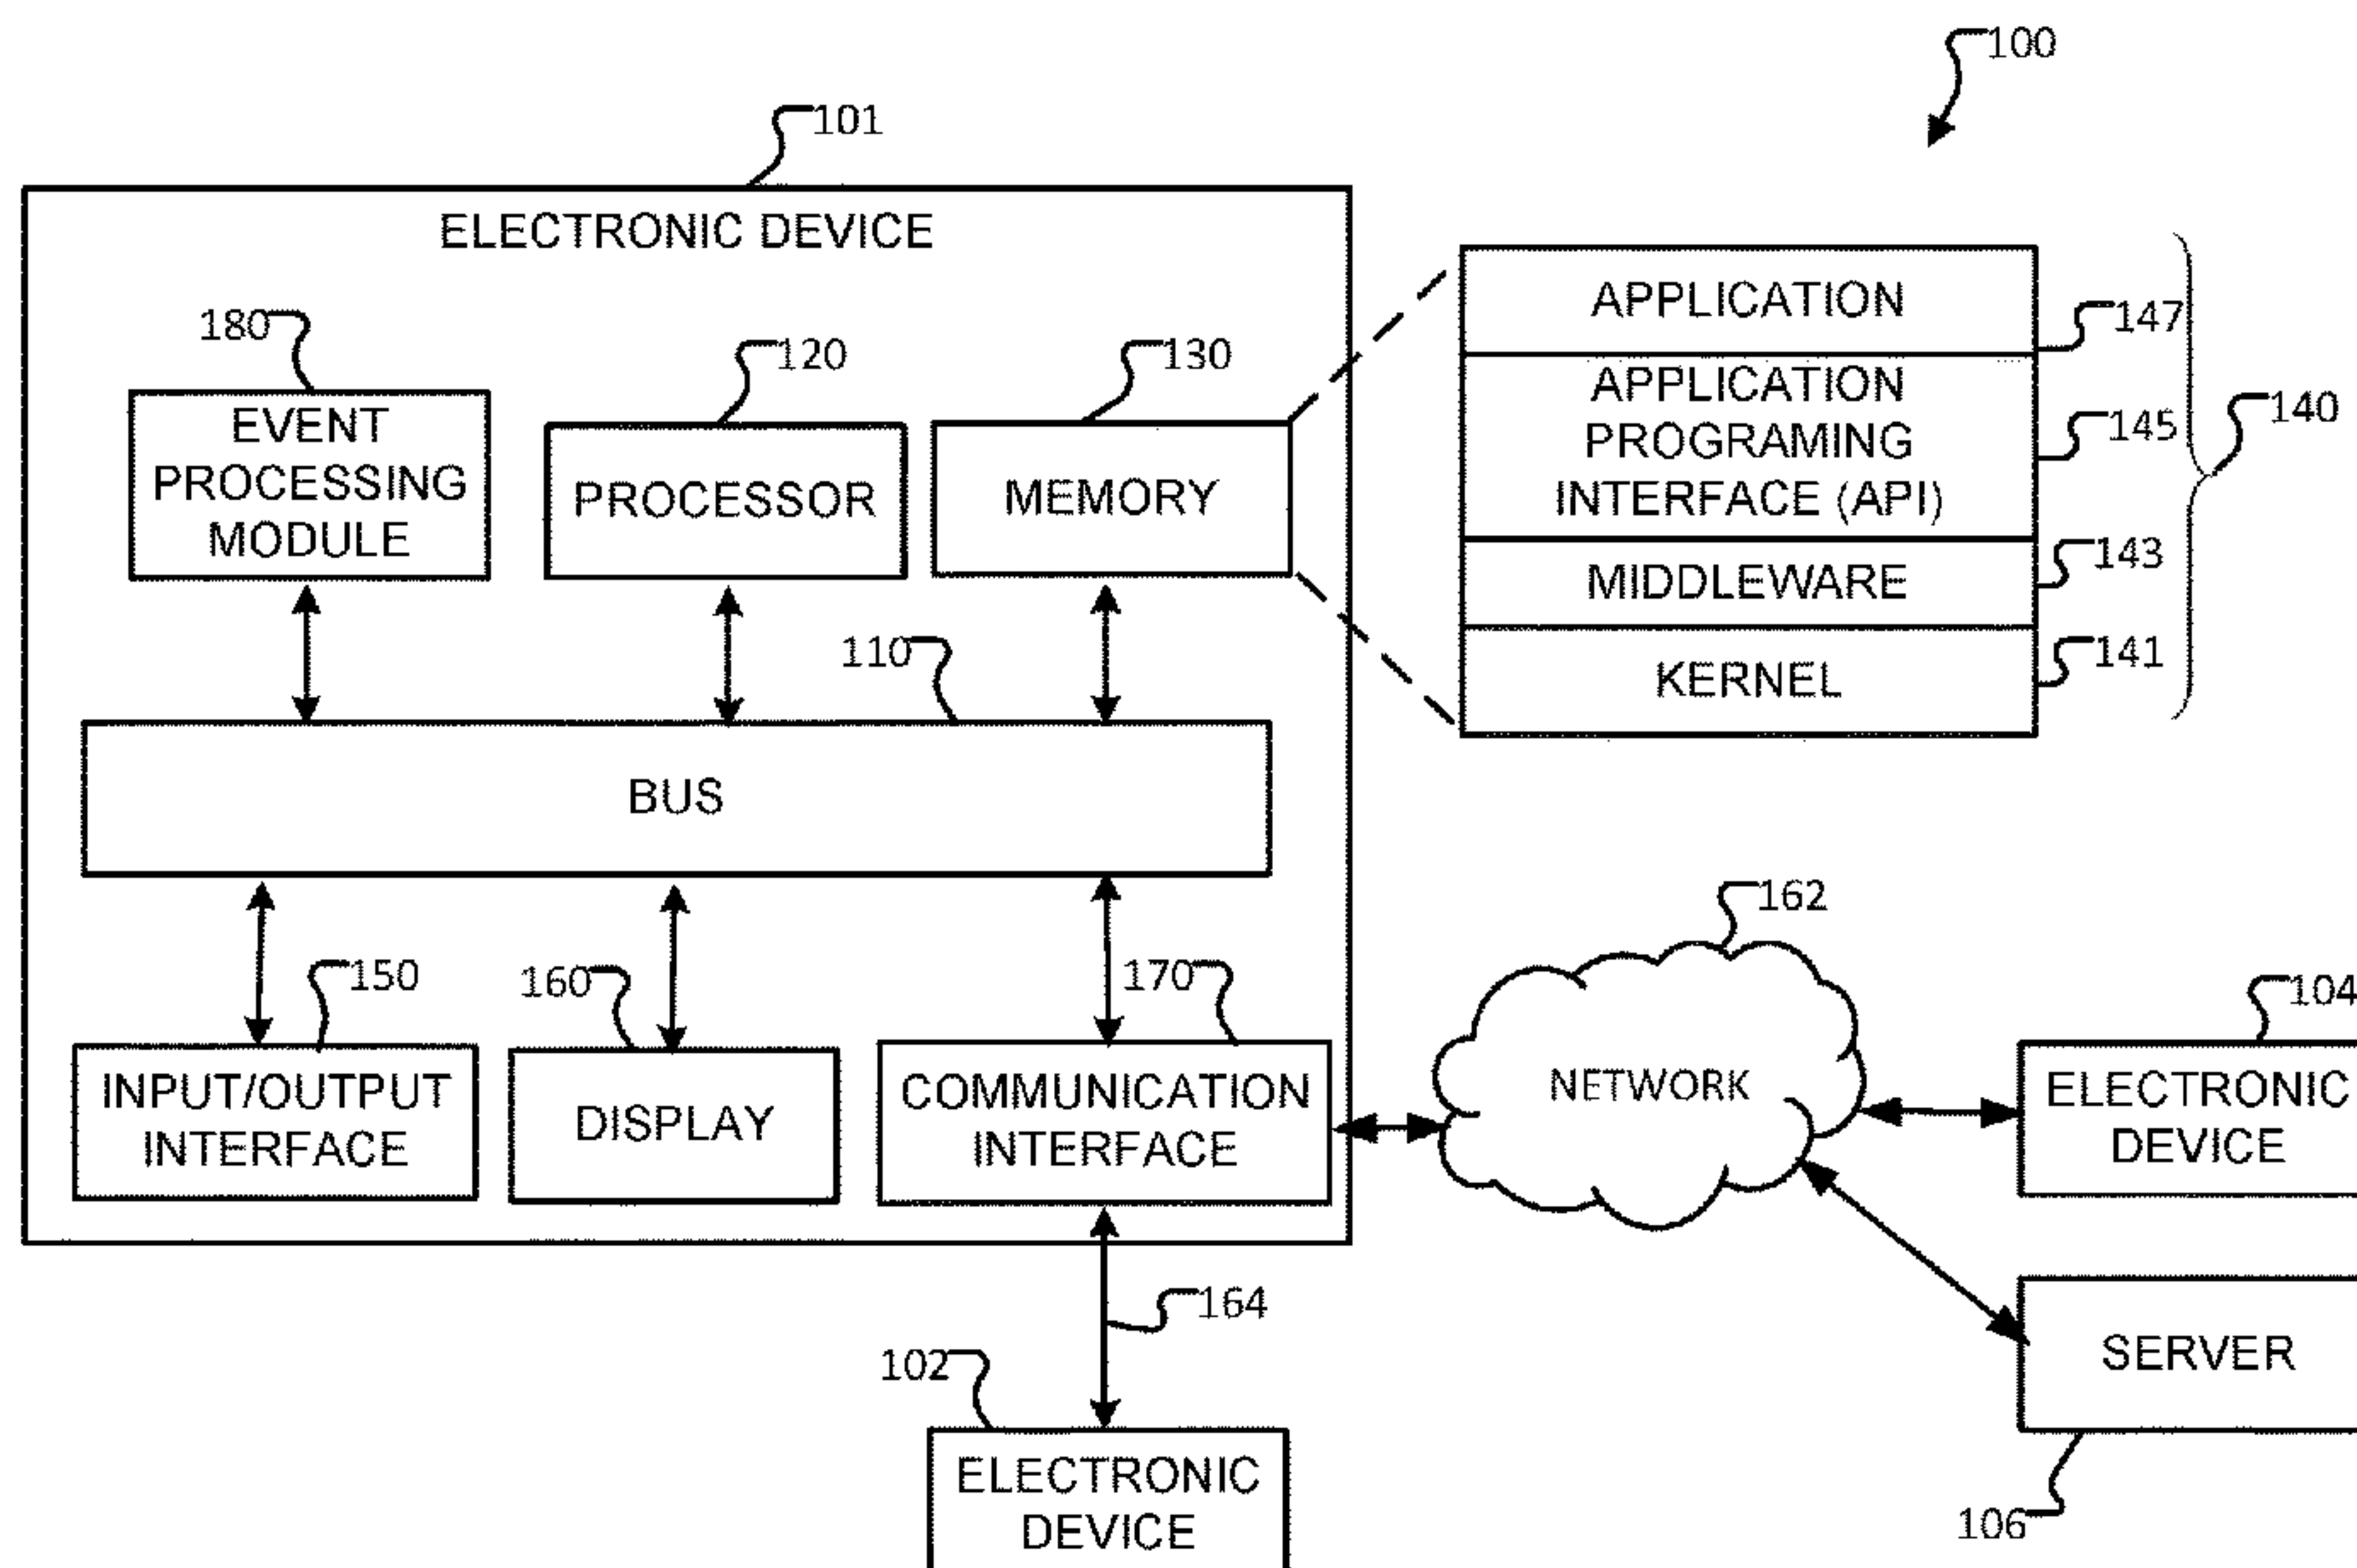 100
101
ELECTRONIC DEVICE
180
EVENT
PROCESSING
MODULE
120
PROCESSOR
130
MEMORY
APPLICATION
147
APPLICATION
PROGRAMING
INTERFACE (API)
145
140
MIDDLEWARE
143
KERNEL
141
110
BUS
150
INPUT/OUTPUT
INTERFACE
160
DISPLAY
170
COMMUNICATION
INTERFACE
162
NETWORK
104
ELECTRONIC
DEVICE
164
102
ELECTRONIC
DEVICE
SERVER
106